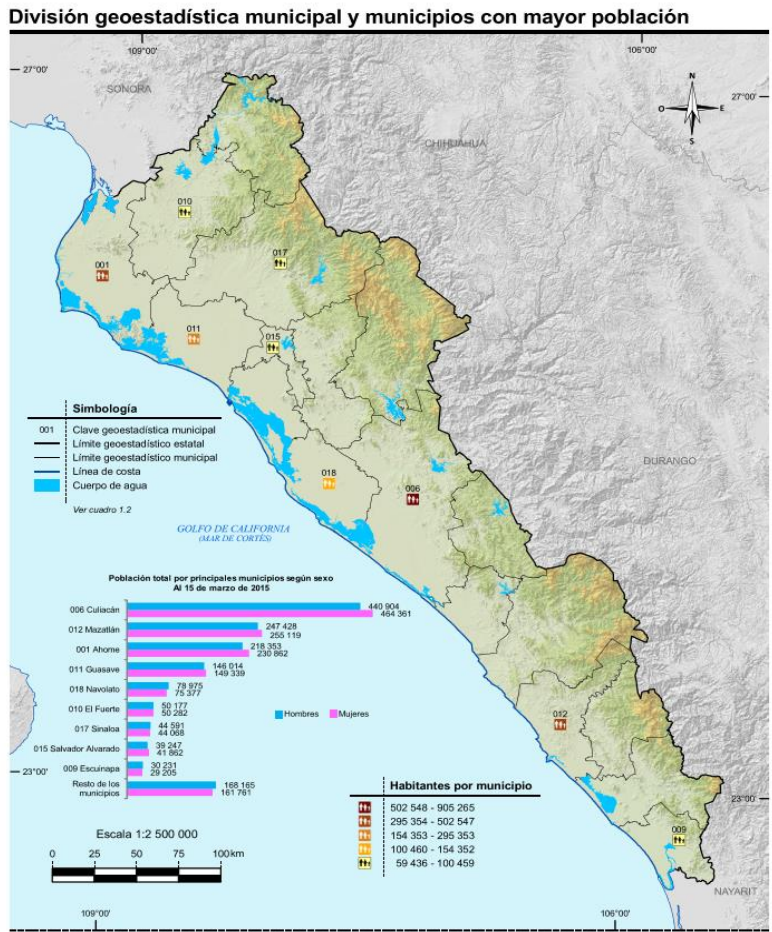 División geoestadística municipal y municipios con mayor población
109°00'
106°00'
27°00'
27°00'
SONORA
N
O
E
S
CHIHUAHUA
010
017
001
011
015
Simbología
001 Clave geoestadística municipal
Límite geoestadístico estatal
Límite geoestadístico municipal
Línea de costa
Cuerpo de agua
Ver cuadro 1.2
018
006
DURANGO
GOLFO DE CALIFORNIA
(MAR DE CORTÉS)
Población total por principales municipios según sexo
Al 15 de marzo de 2015
006 Culiacán 440 904
464 361
012 Mazatlán 247 428
255 119
001 Ahome 218 353
230 862
011 Guasave 146 014
149 339
018 Navolato 78 975
75 377
010 El Fuerte 50 177
50 282
017 Sinaloa 44 591
44 068
015 Salvador Alvarado 39 247
41 862
009 Escuinapa 30 231
29 205
Resto de los
municipios
168 165
161 761
Hombres Mujeres
012
23°00'
23°00'
Habitantes por municipio
502 548 - 905 265
295 354 - 502 547
154 353 - 295 353
100 460 - 154 352
59 436 - 100 459
009
Escala 1:2 500 000
0 25 50 75 100 km
NAYARIT
109°00'
106°00'